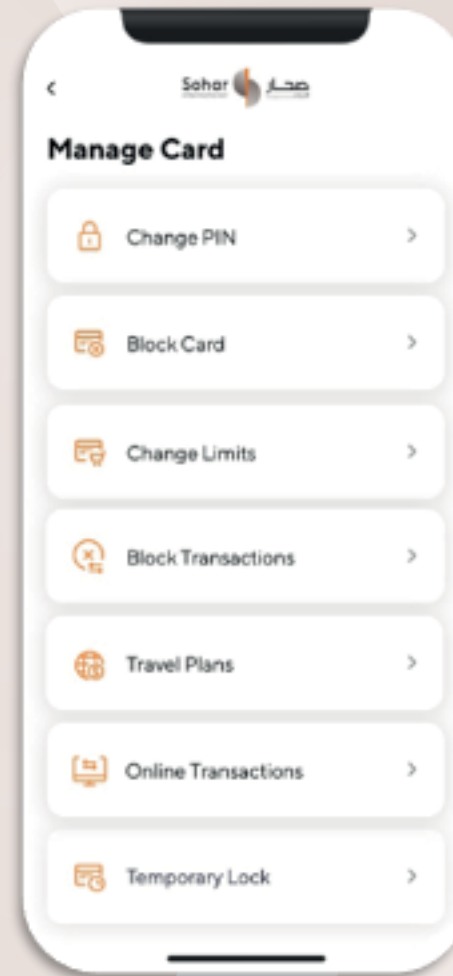 Sohar صحار
Manage Card
Change PIN
Block Card
Change Limits
Block Transactions
Travel Plans
Online Transactions
Temporary Lock